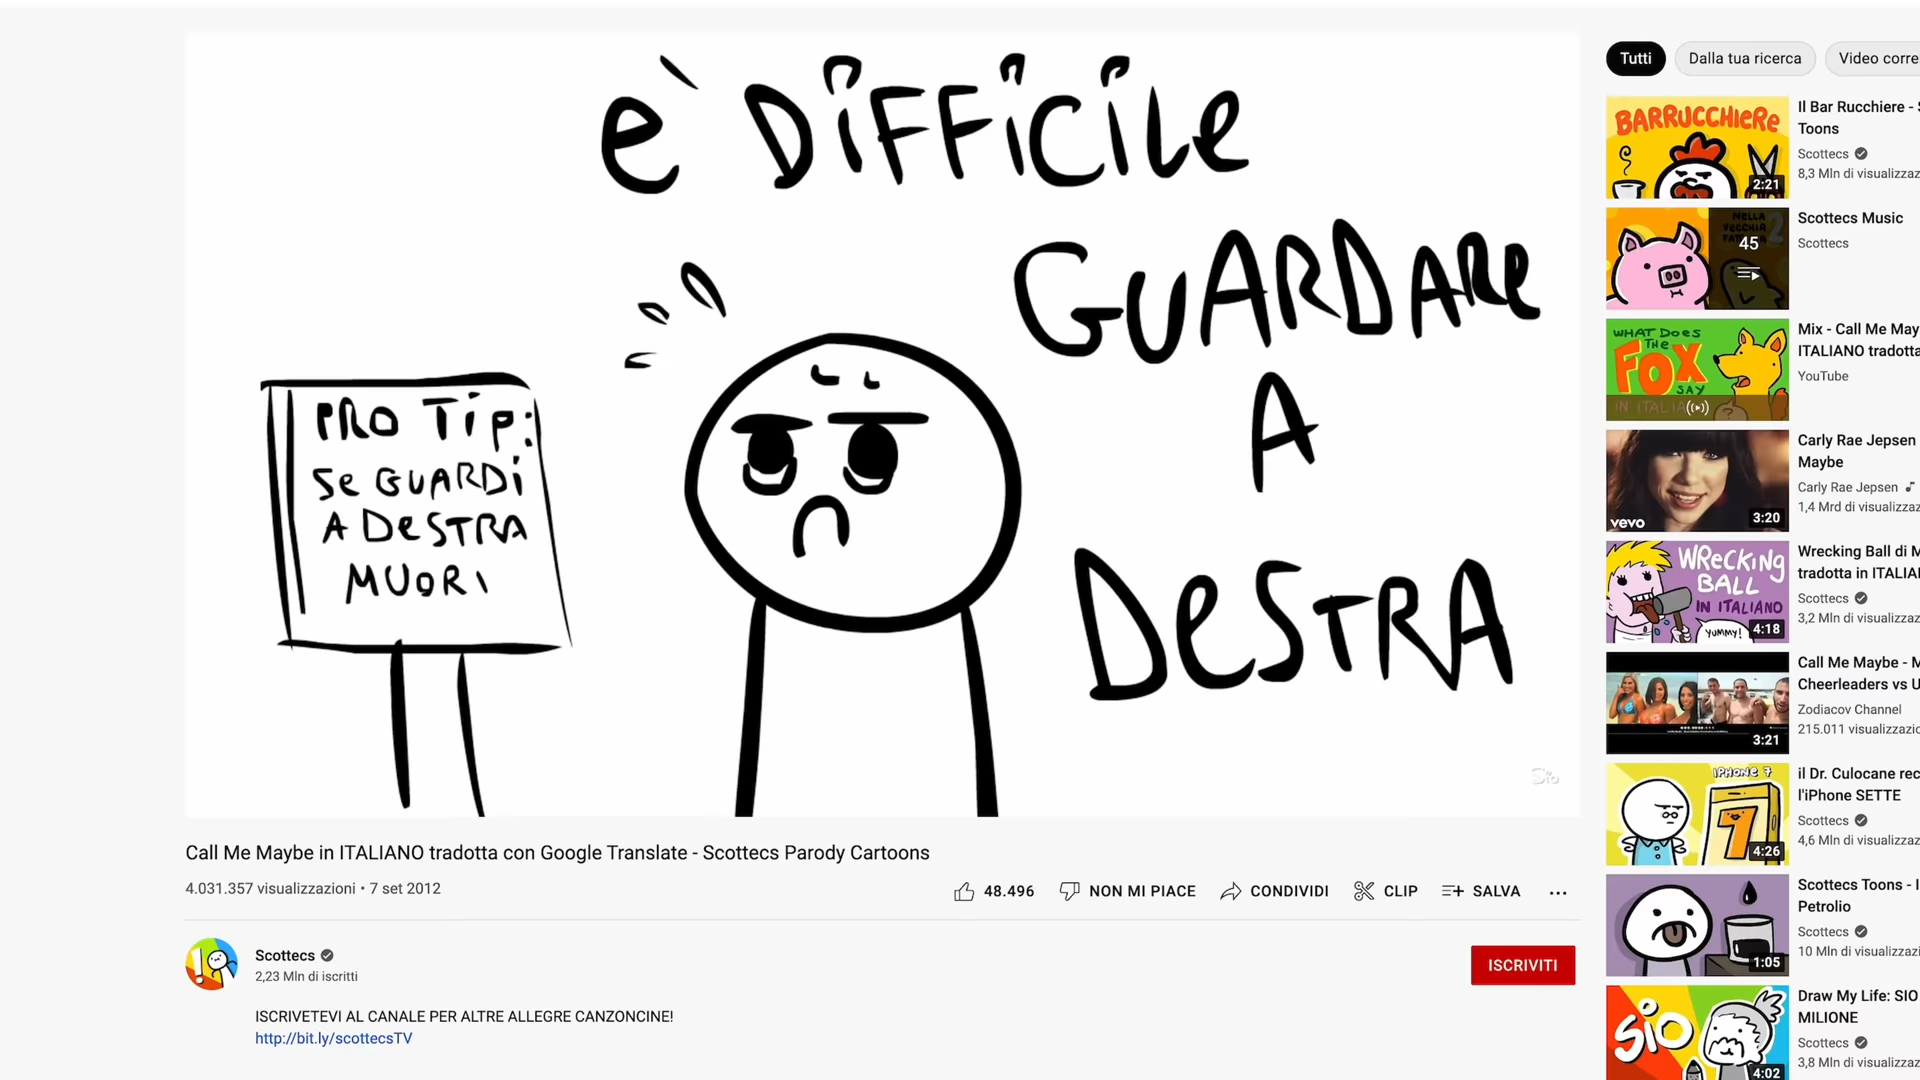 è DiFFiCiLe
GUARDARe
A
DeSTRA
PRO TiP:
Se GUARDi
A DeSTRA
MUORI
Sio
Call Me Maybe in ITALIANO tradotta con Google Translate - Scottecs Parody Cartoons
4.031.357 visualizzazioni • 7 set 2012
48.496 NON MI PIACE CONDIVIDI CLIP SALVA ...
Scottecs
2,23 Mln di iscritti
ISCRIVITI
ISCRIVETEVI AL CANALE PER ALTRE ALLEGRE CANZONCINE!
http://bit.ly/scottecsTV
Tutti Dalla tua ricerca Video corre
BARRUCCHIeRe
2:21
Il Bar Rucchiere -
Toons
Scottecs
8,3 Mln di visualizzaz
NeLLA
VeCCHIA
45
Scottecs Music
Scottecs
WHAT DOeS
THe
FOX
SAY
IN ITALIA
Mix - Call Me May
ITALIANO tradotta
YouTube
vevo
3:20
Carly Rae Jepsen
Maybe
Carly Rae Jepsen
1,4 Mrd di visualizzaz
WReCKiNg
BALL
IN ITALIANO
YUMMY!
4:18
Wrecking Ball di M
tradotta in ITALIA
Scottecs
3,2 Mln di visualizzaz
3:21
Call Me Maybe - M
Cheerleaders vs U
Zodiacov Channel
215.011 visualizzazio
iPHONe 7
7
4:26
il Dr. Culocane rec
l'iPhone SETTE
Scottecs
4,6 Mln di visualizzaz
1:05
Scottecs Toons - I
Petrolio
Scottecs
10 Mln di visualizzazi
SiO
4:02
Draw My Life: SIO
MILIONE
Scottecs
3,8 Mln di visualizzaz